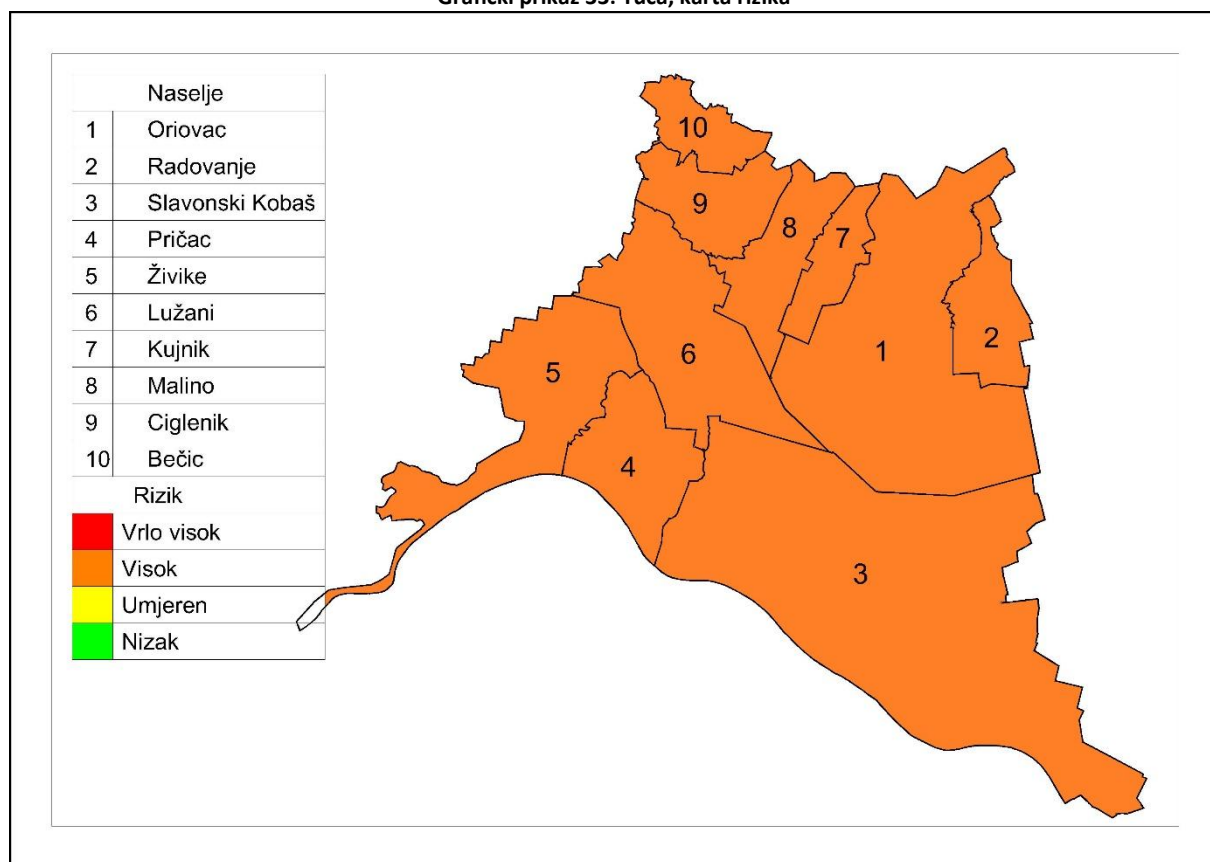 Grafički prikaz 35. Tuča, karta rizika
Naselje
1 Oriovac
2 Radovanje
3 Slavonski Kobaš
4 Pričac
5 Živike
6 Lužani
7 Kujnik
8 Malino
9 Ciglenik
10 Bečic
Rizik
Vrlo visok
Visok
Umjeren
Nizak
10
9
8
7
1
2
6
5
4
3